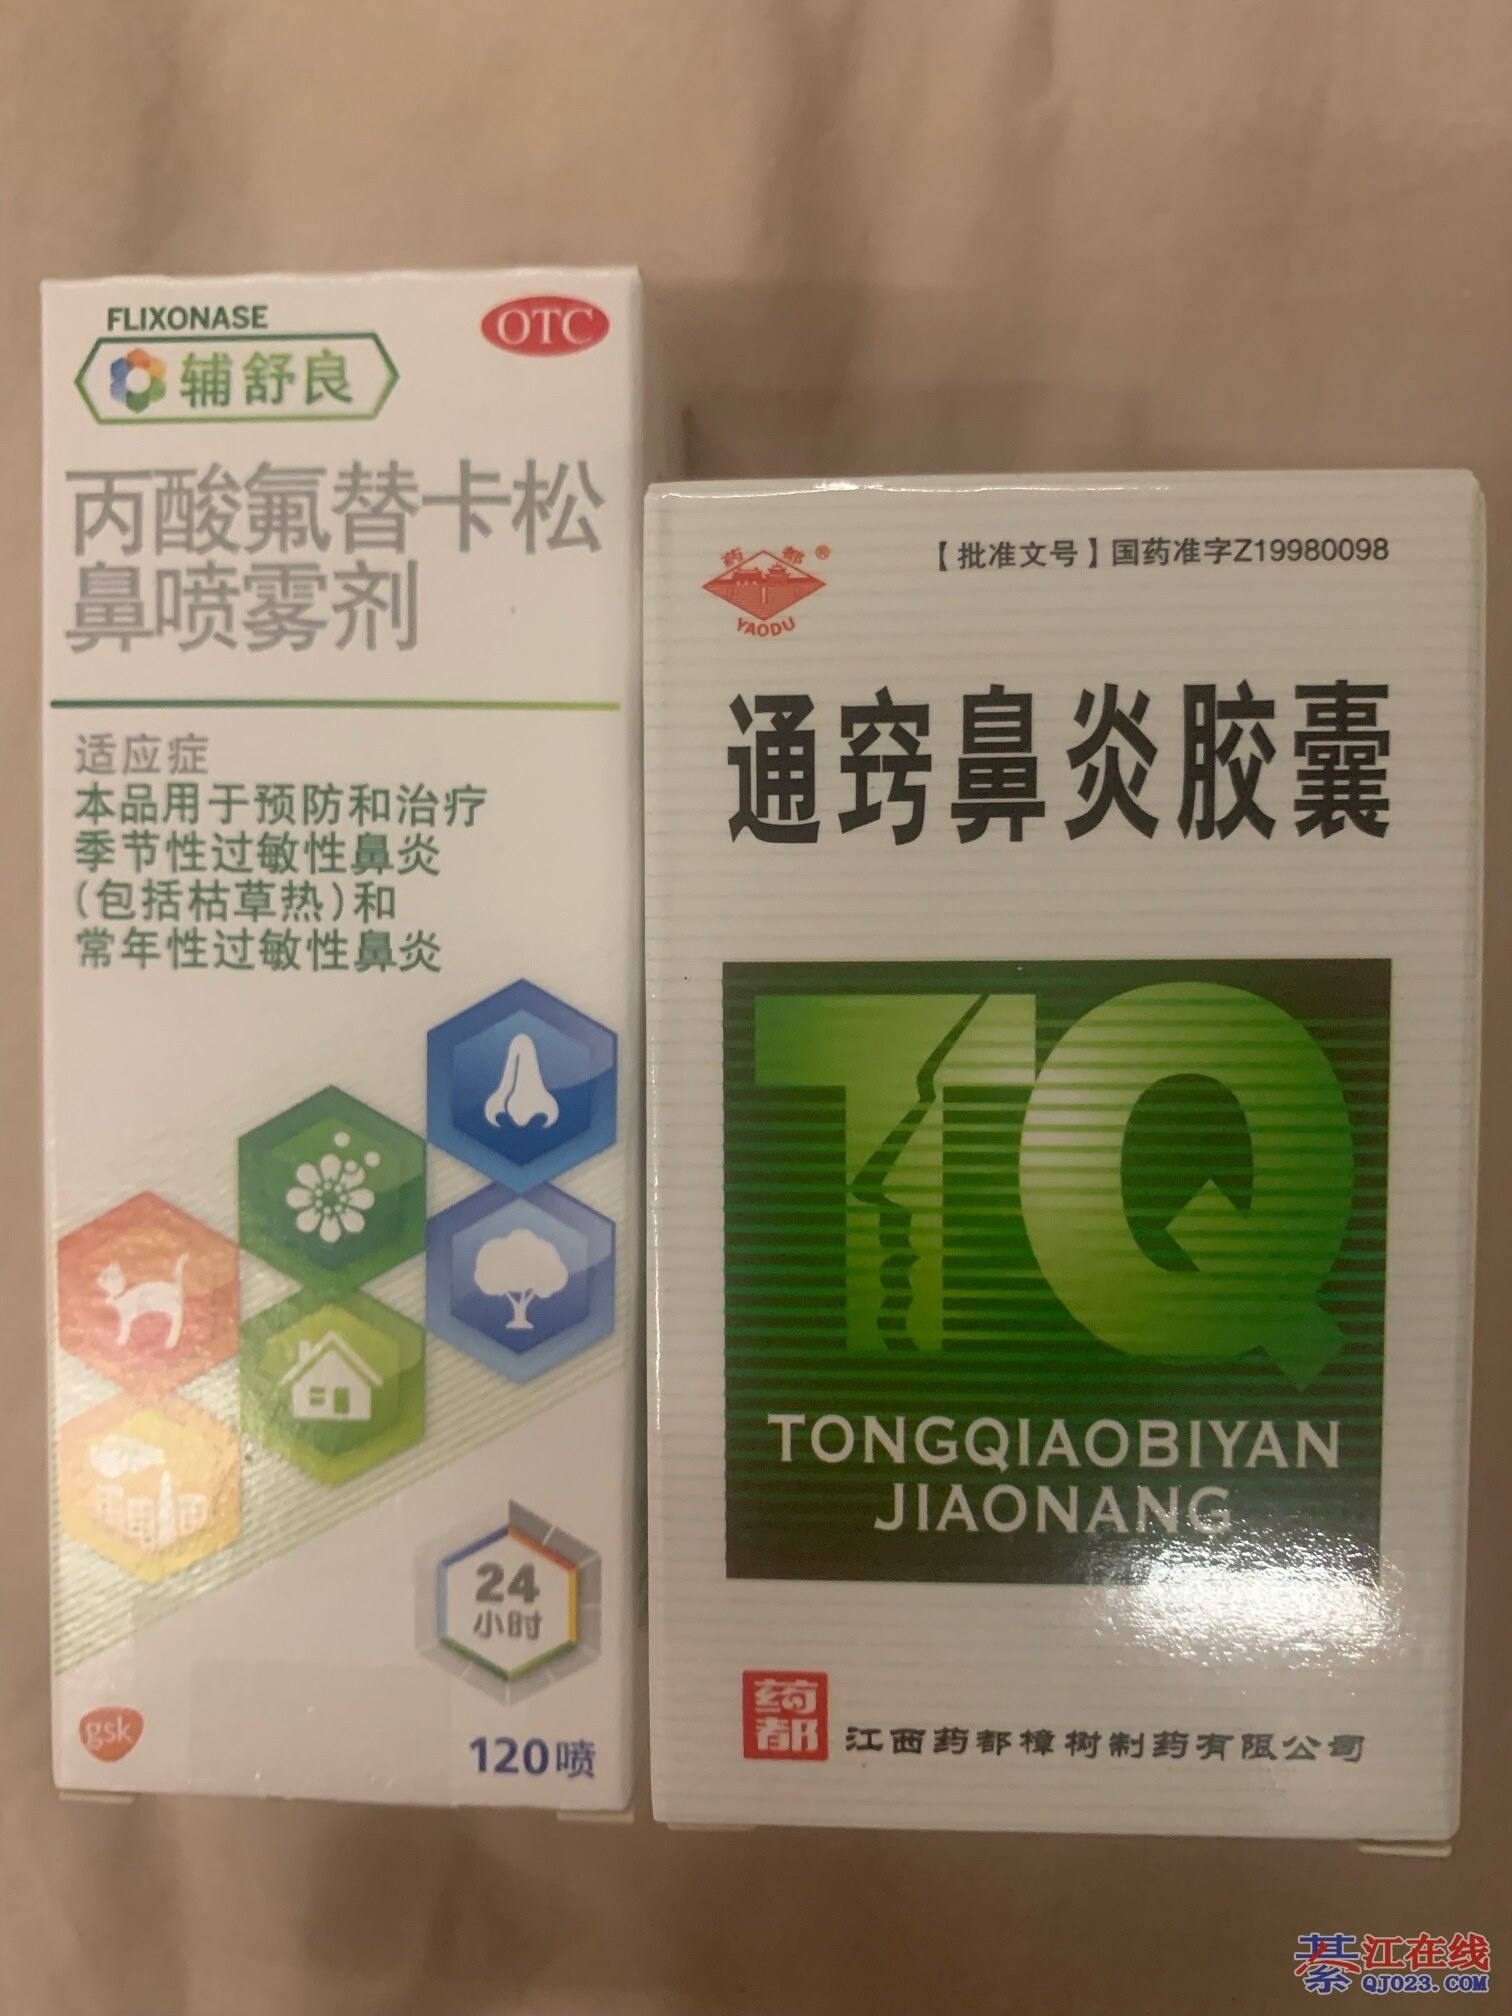 FLIXONASE
辅舒良
OTC
丙酸氟替卡松
鼻喷雾剂
适应症
本品用于预防和治疗
季节性过敏性鼻炎
(包括枯草热)和
常年性过敏性鼻炎
24
小时
gsk
120喷
药都®
YAODU
【批准文号】国药准字Z19980098
通窍鼻炎胶囊
TQ
TONGQIAOBIYAN
JIAONANG
药都
江西药都樟树制药有限公司
綦江在线
QJ023.COM